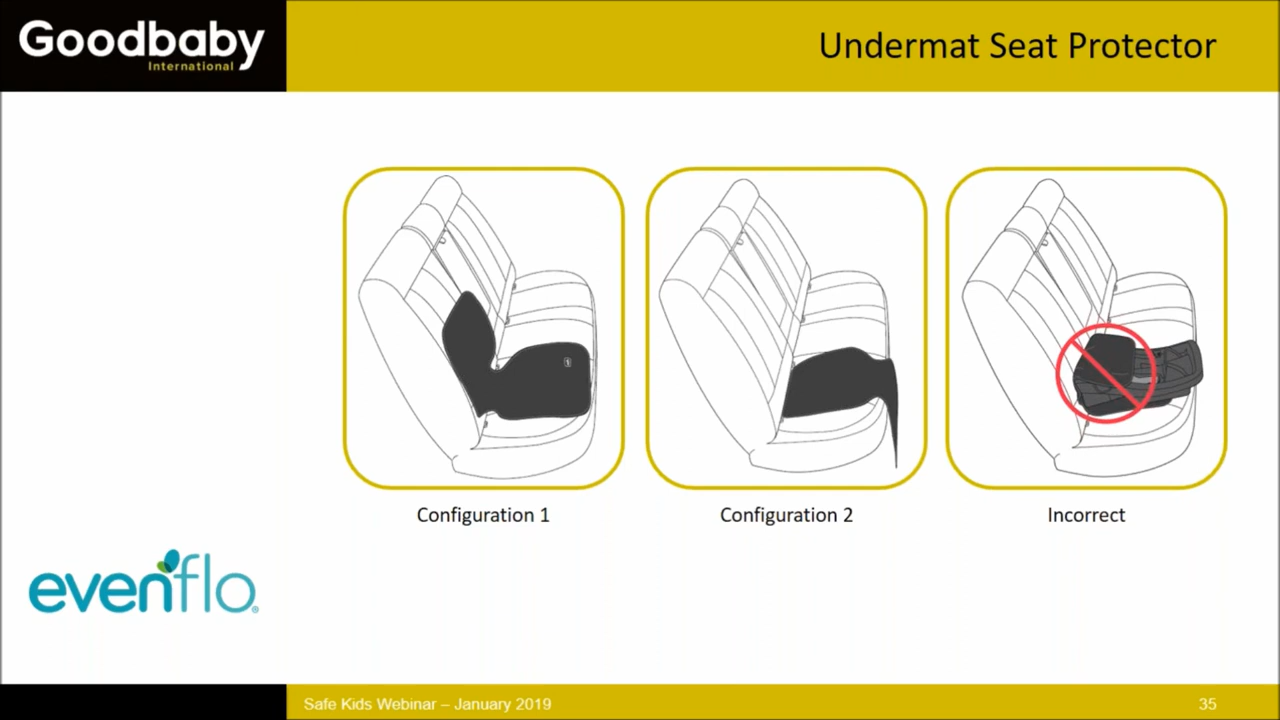 Goodbaby
International
Undermat Seat Protector
Configuration 1
Configuration 2
Incorrect
evenflo®
Safe Kids Webinar – January 2019
35